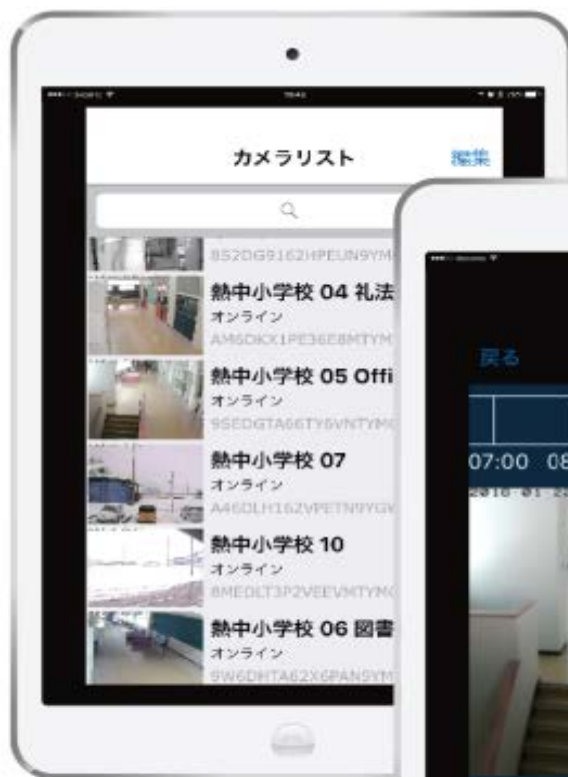 カメラリスト
編集
8S2DG9162HPEUN9YM
熱中小学校 04 礼法
オンライン
AM6DKX1PE36E8MTYM
熱中小学校 05 Offi
オンライン
9SEDGTA66TY6VNTYM
熱中小学校 07
オンライン
A46DLH162VPETN9YGV
熱中小学校 10
オンライン
8MEDLT3P2VEEVMTYM
熱中小学校 06 図書
オンライン
9W6DHTA62X6PAN9YM
戻る
07:00 08